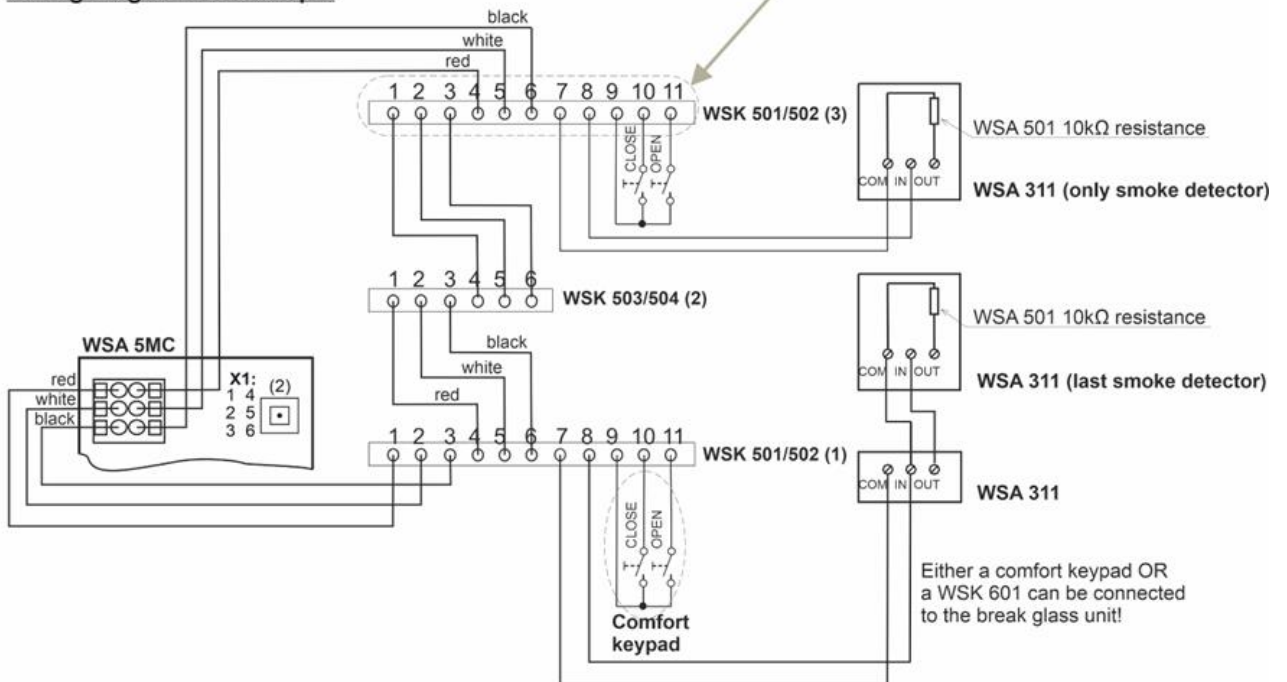 black
white
red
1 2 3 4 5 6 7 8 9 10 11
WSK 501/502 (3)
CLOSE
OPEN
WSA 501 10kΩ resistance
COM IN OUT
WSA 311 (only smoke detector)
1 2 3 4 5 6
WSK 503/504 (2)
WSA 501 10kΩ resistance
COM IN OUT
WSA 311 (last smoke detector)
WSA 5MC
red
white
black
X1:
1 4
2 5
3 6
(2)
black
white
red
1 2 3 4 5 6 7 8 9 10 11
WSK 501/502 (1)
COM IN OUT
WSA 311
CLOSE
OPEN
Comfort
keypad
Either a comfort keypad OR
a WSK 601 can be connected
to the break glass unit!